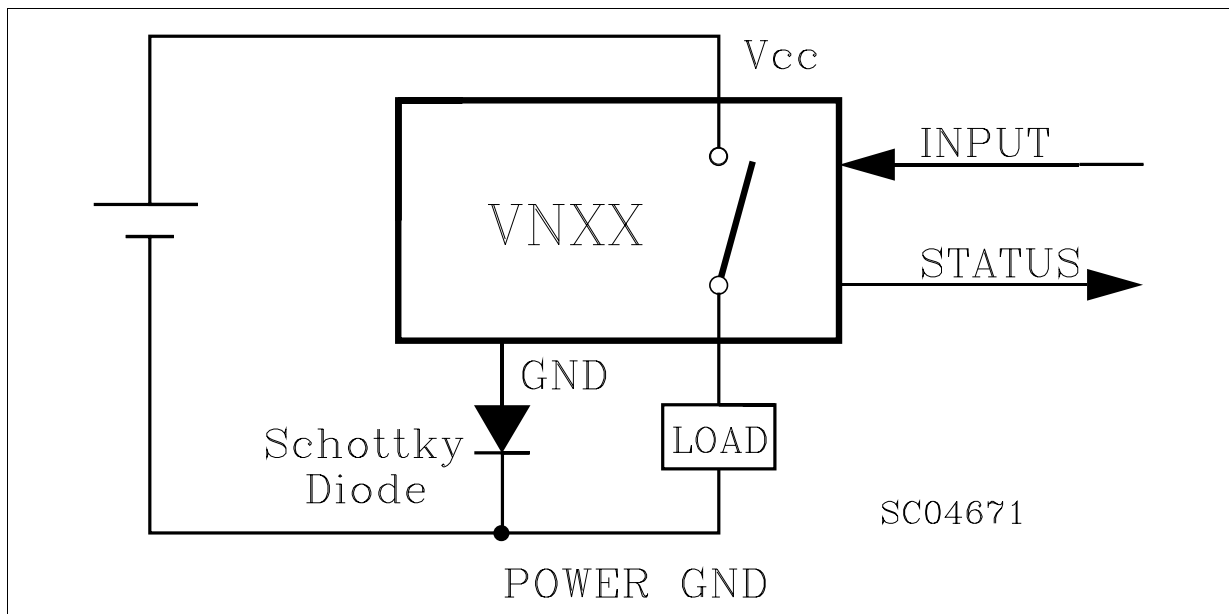 Vcc
INPUT
VNXX
STATUS
GND
Schottky
Diode
LOAD
SC04671
POWER GND